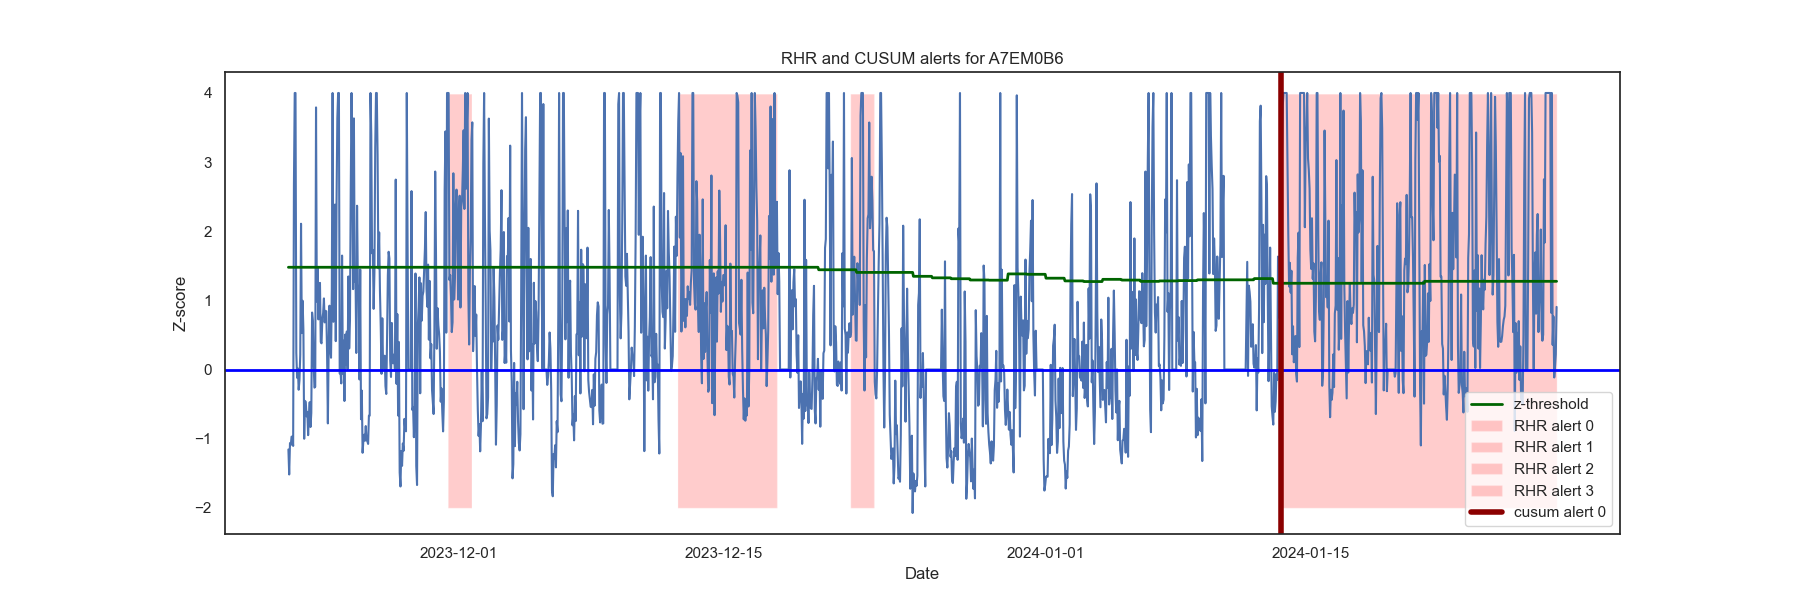 RHR and CUSUM alerts for A7EM0B6
4
3
2
1
0
−1
−2
Z-score
z-threshold
RHR alert 0
RHR alert 1
RHR alert 2
RHR alert 3
cusum alert 0
2023-12-01
2023-12-15
2024-01-01
2024-01-15
Date